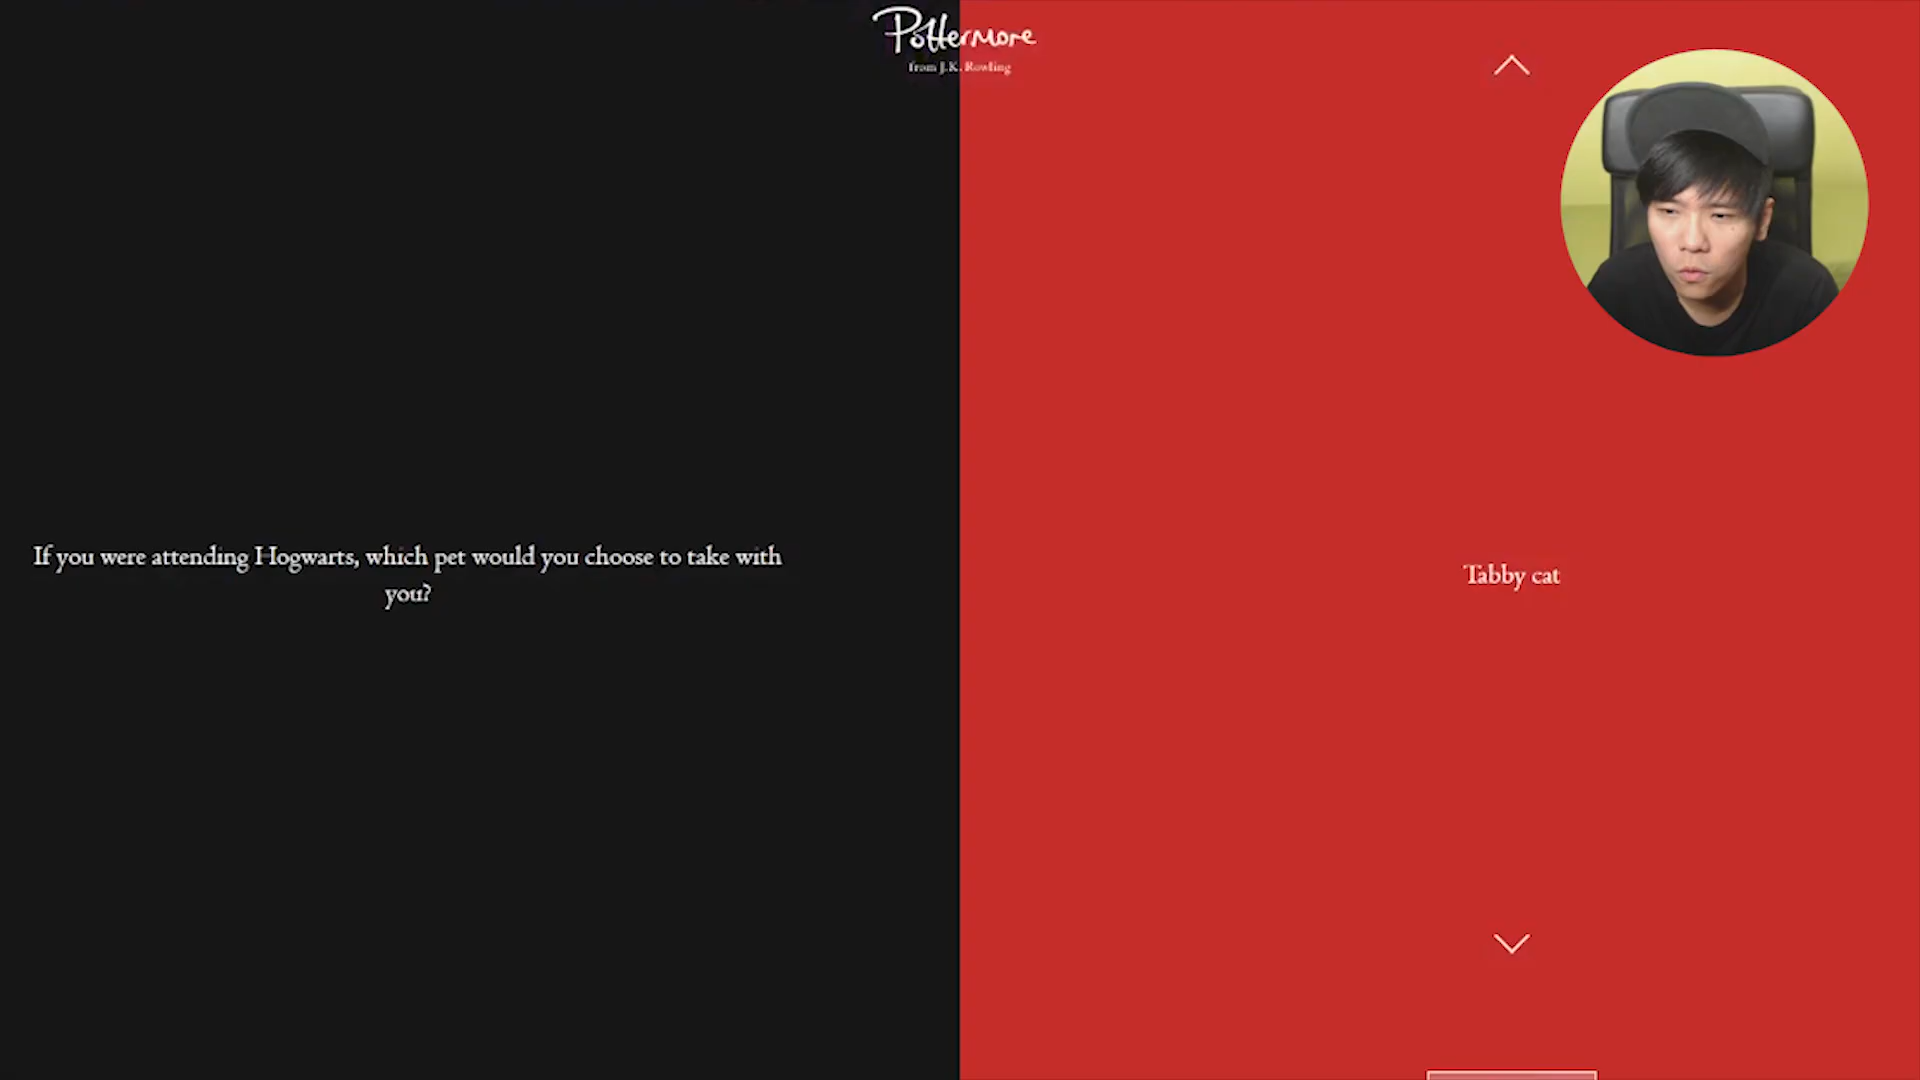 Pottermore
from J.K. Rowling
If you were attending Hogwarts, which pet would you choose to take with
you?
Tabby cat